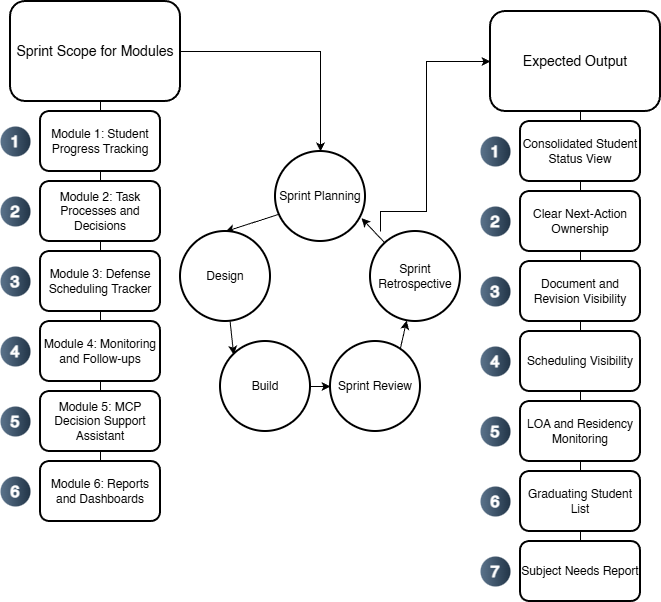 Sprint Scope for Modules
1
Module 1: Student
Progress Tracking
2
Module 2: Task
Processes and
Decisions
3
Module 3: Defense
Scheduling Tracker
4
Module 4: Monitoring
and Follow-ups
5
Module 5: MCP
Decision Support
Assistant
6
Module 6: Reports
and Dashboards
Sprint Planning
Design
Build
Sprint Review
Sprint
Retrospective
Expected Output
1
Consolidated Student
Status View
2
Clear Next-Action
Ownership
3
Document and
Revision Visibility
4
Scheduling Visibility
5
LOA and Residency
Monitoring
6
Graduating Student
List
7
Subject Needs Report